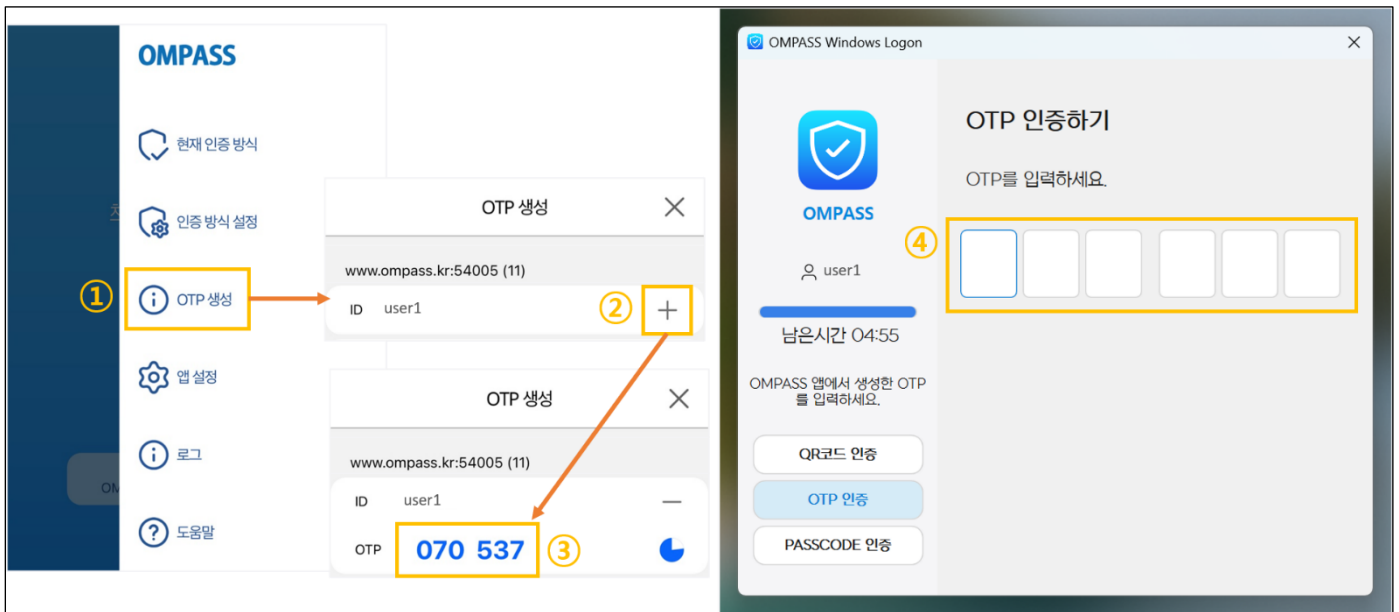 OMPASS
현재 인증 방식
인증 방식 설정
①
OTP 생성
앱 설정
로그
도움말
OTP 생성
www.ompass.kr:54005 (11)
ID user1
②
OTP 생성
www.ompass.kr:54005 (11)
ID user1
OTP 070 537
③
OMPASS Windows Logon
OMPASS
user1
남은시간 04:55
OMPASS 앱에서 생성한 OTP
를 입력하세요.
QR코드 인증
OTP 인증
PASSCODE 인증
OTP 인증하기
OTP를 입력하세요.
④